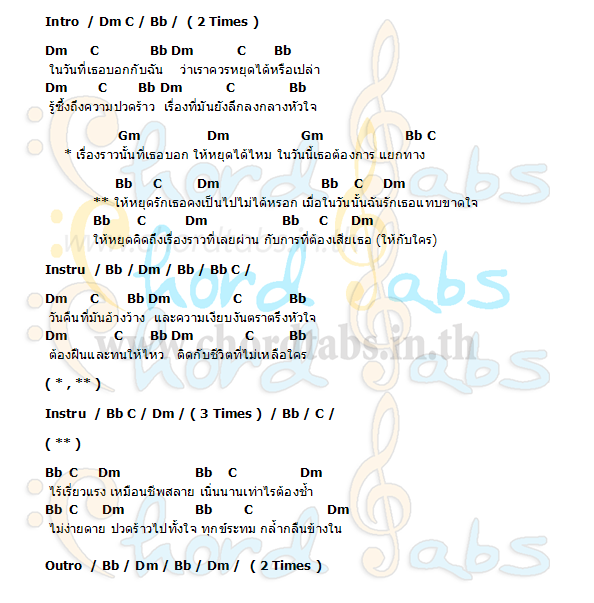 Intro / Dm C / Bb / ( 2 Times )
Dm C Bb Dm C Bb
ในวันที่เธอบอกกับฉัน ว่าเราควรหยุดได้หรือเปล่า
Dm C Bb Dm C Bb
รู้ซึ้งถึงความปวดร้าว เรื่องที่มันยังลึกลงกลางหัวใจ
Gm Dm Gm Bb C
* เรื่องราวนั้นที่เธอบอก ให้หยุดได้ไหม ในวันนี้เธอต้องการ แยกทาง
Bb C Dm Bb C Dm
** ให้หยุดรักเธอคงเป็นไปไม่ได้หรอก เมื่อในวันนั้นฉันรักเธอแทบขาดใจ
Bb C Dm Bb C Dm
ให้หยุดคิดถึงเรื่องราวที่เลยผ่าน กับการที่ต้องเสียเธอ (ให้กับใคร)
Instru / Bb / Dm / Bb / Bb C /
Dm C Bb Dm C Bb
วันคืนที่มันอ้างว้าง และความเงียบงันตราตรึงหัวใจ
Dm C Bb Dm C Bb
ต้องฝืนและทนให้ไหว ติดกับชีวิตที่ไม่เหลือใคร
( * , ** )
Instru / Bb C / Dm / ( 3 Times ) / Bb / C /
( ** )
Bb C Dm Bb C Dm
ไร้เรี่ยวแรง เหมือนชีพสลาย เนิ่นนานเท่าไรต้องช้ำ
Bb C Dm Bb C Dm
ไม่ง่ายดาย ปวดร้าวไปทั้งใจ ทุกข์ระทม กล้ำกลืนข้างใน
Outro / Bb / Dm / Bb / Dm / ( 2 Times )
Chord Tabs
www.chordtabs.in.th
Chord Tabs
www.chordtabs.in.th
Chord Tabs